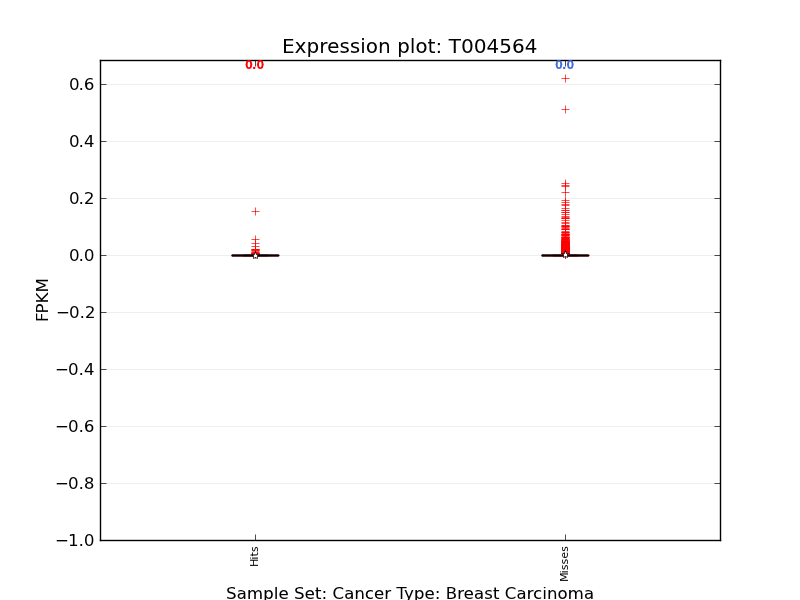 Expression plot: T004564
0.0 0.0
0.6
0.4
0.2
0.0
−0.2
−0.4
−0.6
−0.8
−1.0
FPKM
Hits Misses
Sample Set: Cancer Type: Breast Carcinoma